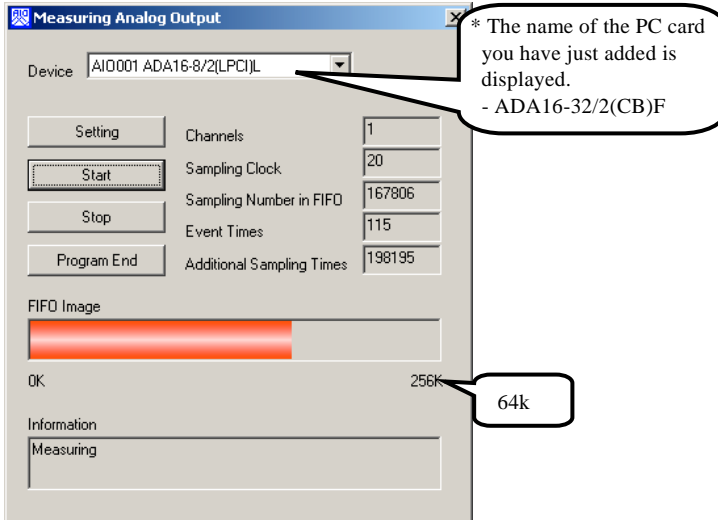 Measuring Analog Output
* The name of the PC card
you have just added is
displayed.
- ADA16-32/2(CB)F
Device AIO001 ADA16-8/2(LPCI)L
Setting
Start
Stop
Program End
Channels 1
Sampling Clock 20
Sampling Number in FIFO 167806
Event Times 115
Additional Sampling Times 198195
FIFO Image
0K 256K
64k
Information
Measuring